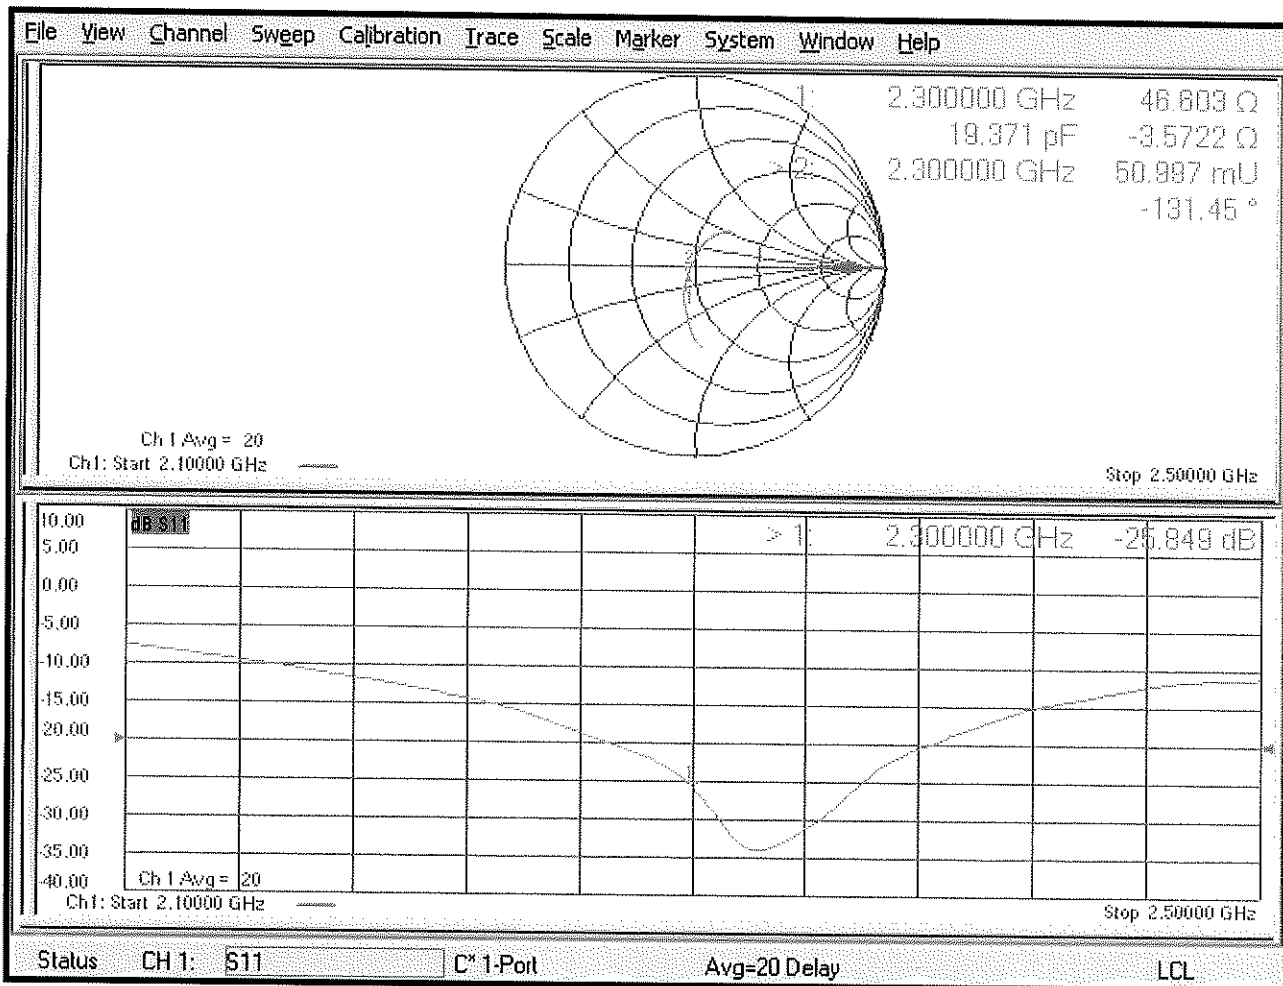 File View Channel Sweep Calibration Trace Scale Marker System Window Help
1: 2.300000 GHz 46.603 Ω
19.371 pF -3.5722 Ω
> 2: 2.300000 GHz 50.997 mU
-131.45 °
Ch 1 Avg = 20
Ch1: Start 2.10000 GHz
Stop 2.50000 GHz
10.00
dB S11
> 1: 2.300000 GHz -25.849 dB
5.00
0.00
-5.00
-10.00
-15.00
-20.00
-25.00
1
-30.00
-35.00
-40.00
Ch 1 Avg = 20
Ch1: Start 2.10000 GHz
Stop 2.50000 GHz
Status CH 1: S11 C* 1-Port Avg=20 Delay LCL